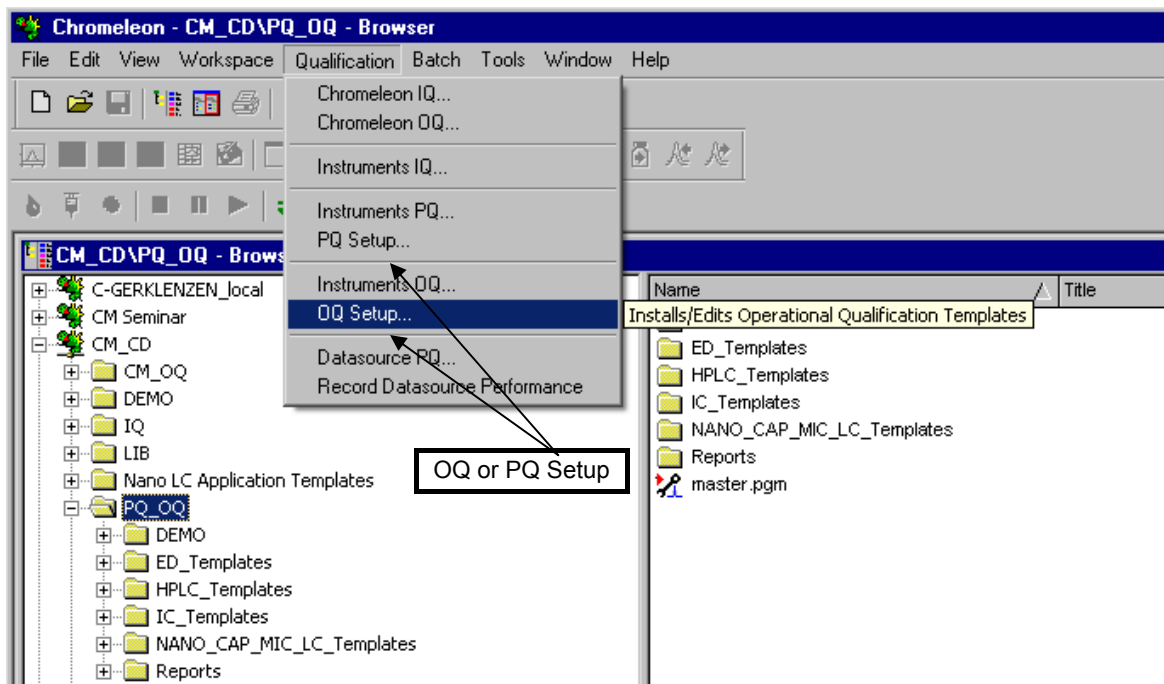 Chromeleon - CM_CD\PQ_OQ - Browser
File Edit View Workspace Qualification Batch Tools Window Help
Chromeleon IQ...
Chromeleon OQ...
Instruments IQ...
Instruments PQ...
PQ Setup...
Instruments OQ...
OQ Setup...
Datasource PQ...
Record Datasource Performance
Installs/Edits Operational Qualification Templates
OQ or PQ Setup
CM_CD\PQ_OQ - Brows
C-GERKLENZEN_local
CM Seminar
CM_CD
CM_OQ
DEMO
IQ
LIB
Nano LC Application Templates
PQ_OQ
DEMO
ED_Templates
HPLC_Templates
IC_Templates
NANO_CAP_MIC_LC_Templates
Reports
Name Title
ED_Templates
HPLC_Templates
IC_Templates
NANO_CAP_MIC_LC_Templates
Reports
master.pgm